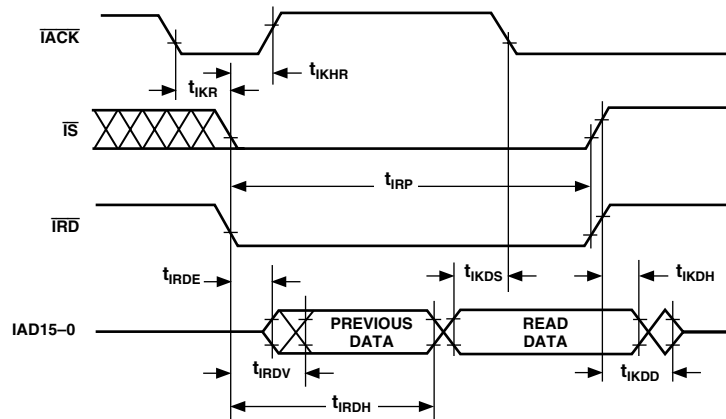 IACK
tIKHR
tIKR
IS
tIRP
IRD
tIRDE
tIKDS
tIKDH
IAD15–0
PREVIOUS
DATA
READ
DATA
tIRDV
tIKDD
tIRDH